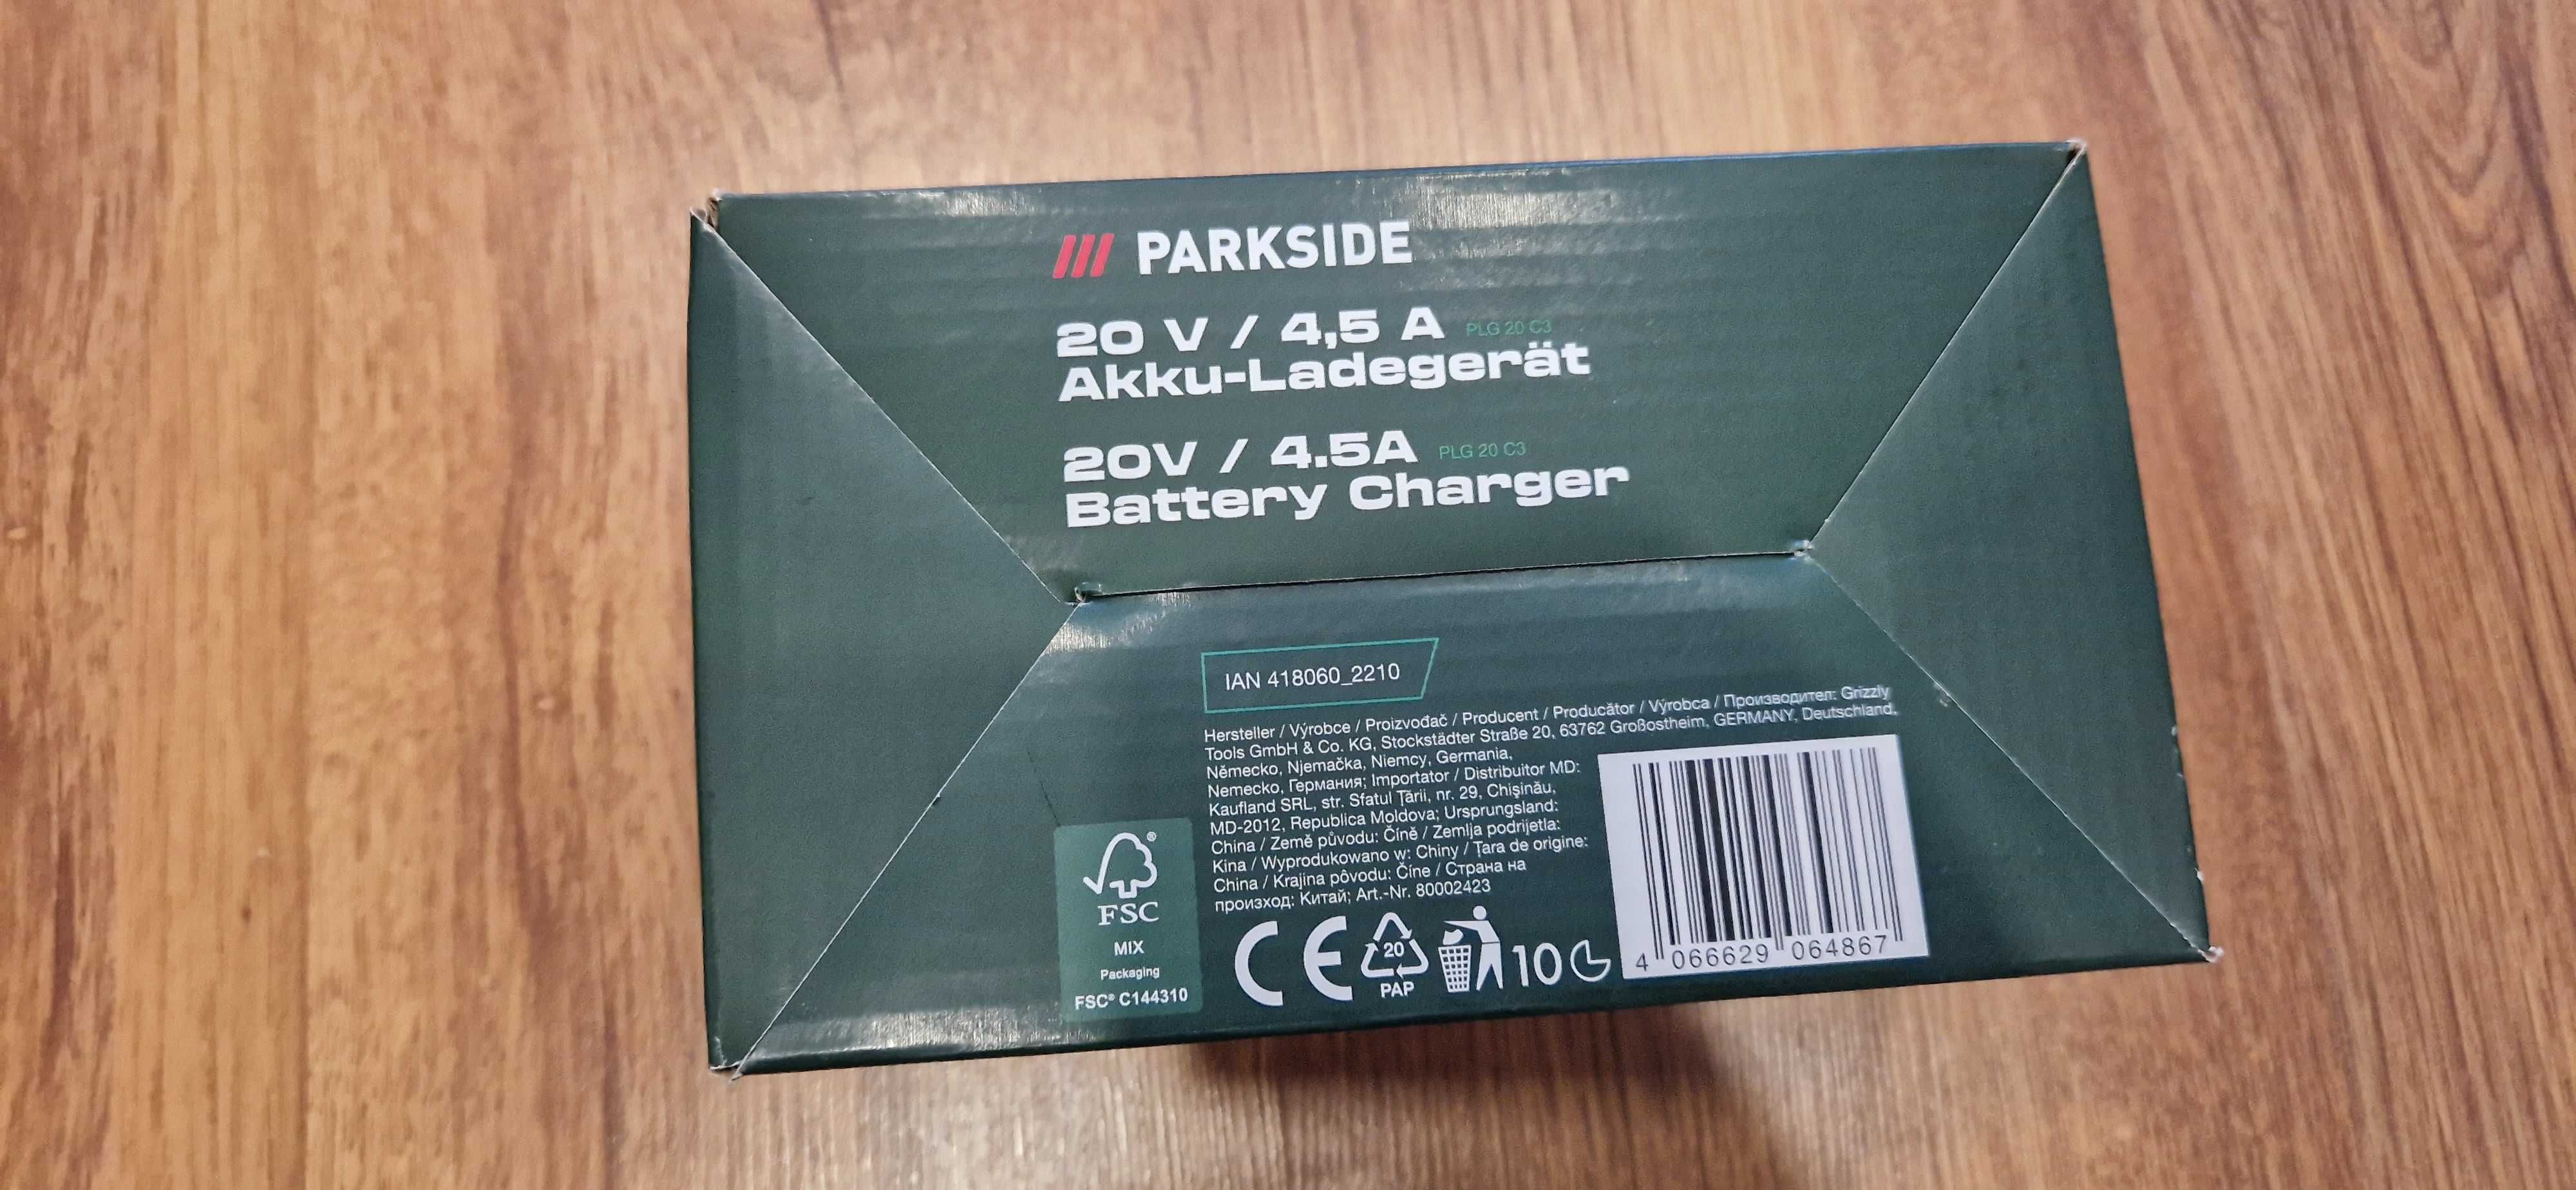 PARKSIDE
20 V / 4,5 A PLG 20 C3
Akku-Ladegerät
20V / 4.5A PLG 20 C3
Battery Charger
IAN 418060_2210
Hersteller / Výrobce / Proizvođač / Producent / Producător / Výrobca / Производител: Grizzly
Tools GmbH & Co. KG, Stockstädter Straße 20, 63762 Großostheim, GERMANY, Deutschland,
Německo, Njemačka, Niemcy, Germania,
Nemecko, Германия; Importator / Distribuitor MD:
Kaufland SRL, str. Sfatul Țării, nr. 29, Chişinău,
MD-2012, Republica Moldova; Ursprungsland:
China / Země původu: Číně / Zemlja podrijetla:
Kina / Wyprodukowano w: Chiny / Țara de origine:
China / Krajina pôvodu: Číne / Страна на
произход: Китай; Art.-Nr. 80002423
FSC®
MIX
Packaging
FSC® C144310
CE
20
PAP
10
4 066629 064867